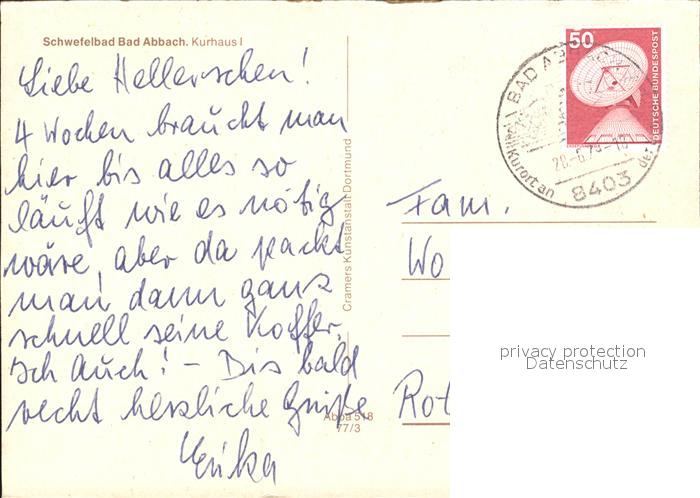 Schwefelbad Bad Abbach. Kurhaus I
Liebe Hellerschen!
4 Wochen braucht man
hier bis alles so
läuft wie es nötig
wäre, aber da packt
man dann ganz
schnell seine Koffer.
Ich auch! – Bis bald
recht herzliche Grüße
Erika
Cramers Kunstanstalt Dortmund
Abba 518
77/3
50
DEUTSCHE BUNDESPOST
BAD A
Kurort an der
8403
Fam.
Wo
Rot
privacy protection
Datenschutz